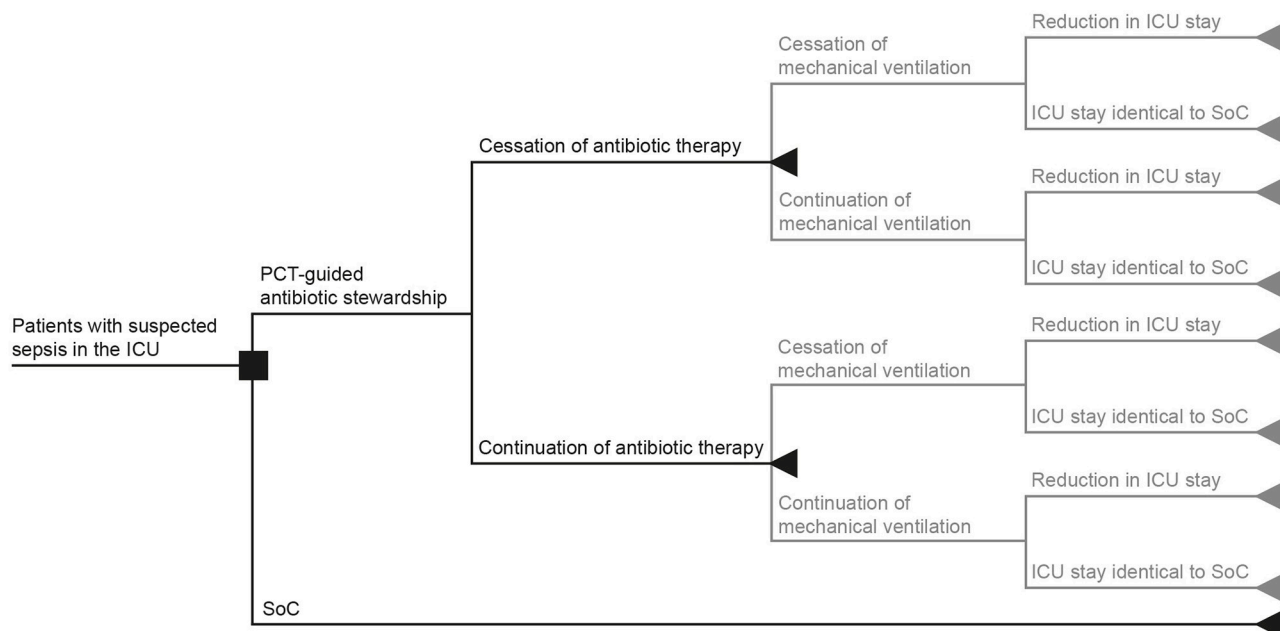 Reduction in ICU stay
Cessation of
mechanical ventilation
ICU stay identical to SoC
Cessation of antibiotic therapy
Reduction in ICU stay
Continuation of
mechanical ventilation
ICU stay identical to SoC
PCT-guided
antibiotic stewardship
Patients with suspected
sepsis in the ICU
Reduction in ICU stay
Cessation of
mechanical ventilation
ICU stay identical to SoC
Continuation of antibiotic therapy
Reduction in ICU stay
Continuation of
mechanical ventilation
ICU stay identical to SoC
SoC